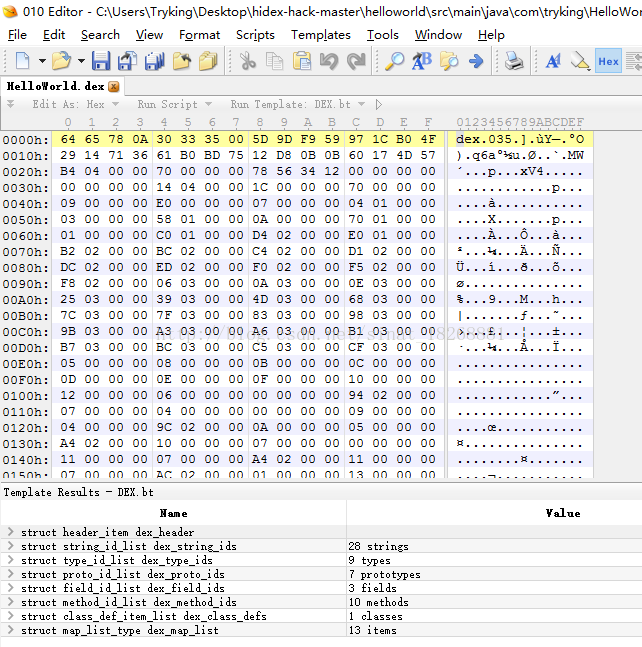 010 Editor - C:\Users\Tryking\Desktop\hidex-hack-master\helloworld\src\main\java\com\tryking\HelloWor
File Edit Search View Format Scripts Templates Tools Window Help
Hex
HelloWorld.dex
Edit As: Hex Run Script Run Template: DEX.bt
0 1 2 3 4 5 6 7 8 9 A B C D E F 0123456789ABCDEF
0000h: 64 65 78 0A 30 33 35 00 5D 9D F9 59 97 1C B0 4F dex.035.].ùY—.°O
0010h: 29 14 71 36 61 B0 BD 75 12 D8 0B 0B 60 17 4D 57 ).q6a°½u.Ø..`.MW
0020h: B4 04 00 00 70 00 00 00 78 56 34 12 00 00 00 00 ´...p...xV4.....
0030h: 00 00 00 00 14 04 00 00 1C 00 00 00 70 00 00 00 ............p...
0040h: 09 00 00 00 E0 00 00 00 07 00 00 00 04 01 00 00 ....à...........
0050h: 03 00 00 00 58 01 00 00 0A 00 00 00 70 01 00 00 ....X.......p...
0060h: 01 00 00 00 C0 01 00 00 D4 02 00 00 E0 01 00 00 ....À...Ô...à...
0070h: B2 02 00 00 BC 02 00 00 C4 02 00 00 D1 02 00 00 ²...¼...Ä...Ñ...
0080h: DC 02 00 00 ED 02 00 00 F0 02 00 00 F5 02 00 00 Ü...í...ð...õ...
0090h: F8 02 00 00 06 03 00 00 0A 03 00 00 0E 03 00 00 ø...............
00A0h: 25 03 00 00 39 03 00 00 4D 03 00 00 68 03 00 00 %...9...M...h...
00B0h: 7C 03 00 00 7F 03 00 00 83 03 00 00 98 03 00 00 |.......ƒ...˜...
00C0h: 9B 03 00 00 A3 03 00 00 A6 03 00 00 B1 03 00 00 ›...£...¦...±...
00D0h: B7 03 00 00 BC 03 00 00 C5 03 00 00 CF 03 00 00 ·...¼...Å...Ï...
00E0h: 05 00 00 00 08 00 00 00 0B 00 00 00 0C 00 00 00 ................
00F0h: 0D 00 00 00 0E 00 00 00 0F 00 00 00 10 00 00 00 ................
0100h: 12 00 00 00 06 00 00 00 00 00 00 00 94 02 00 00 ............”...
0110h: 07 00 00 00 04 00 00 00 00 00 00 00 09 00 00 00 ................
0120h: 04 00 00 00 9C 02 00 00 0A 00 00 00 05 00 00 00 ....œ...........
0130h: A4 02 00 00 10 00 00 00 07 00 00 00 00 00 00 00 ¤...............
0140h: 11 00 00 00 07 00 00 00 A4 02 00 00 11 00 00 00 ........¤.......
0150h: 07 00 00 00 AC 02 00 00 01 00 00 00 13 00 00 00 ....¬...........
Template Results - DEX.bt
Name Value
struct header_item dex_header
struct string_id_list dex_string_ids 28 strings
struct type_id_list dex_type_ids 9 types
struct proto_id_list dex_proto_ids 7 prototypes
struct field_id_list dex_field_ids 3 fields
struct method_id_list dex_method_ids 10 methods
struct class_def_item_list dex_class_defs 1 classes
struct map_list_type dex_map_list 13 items